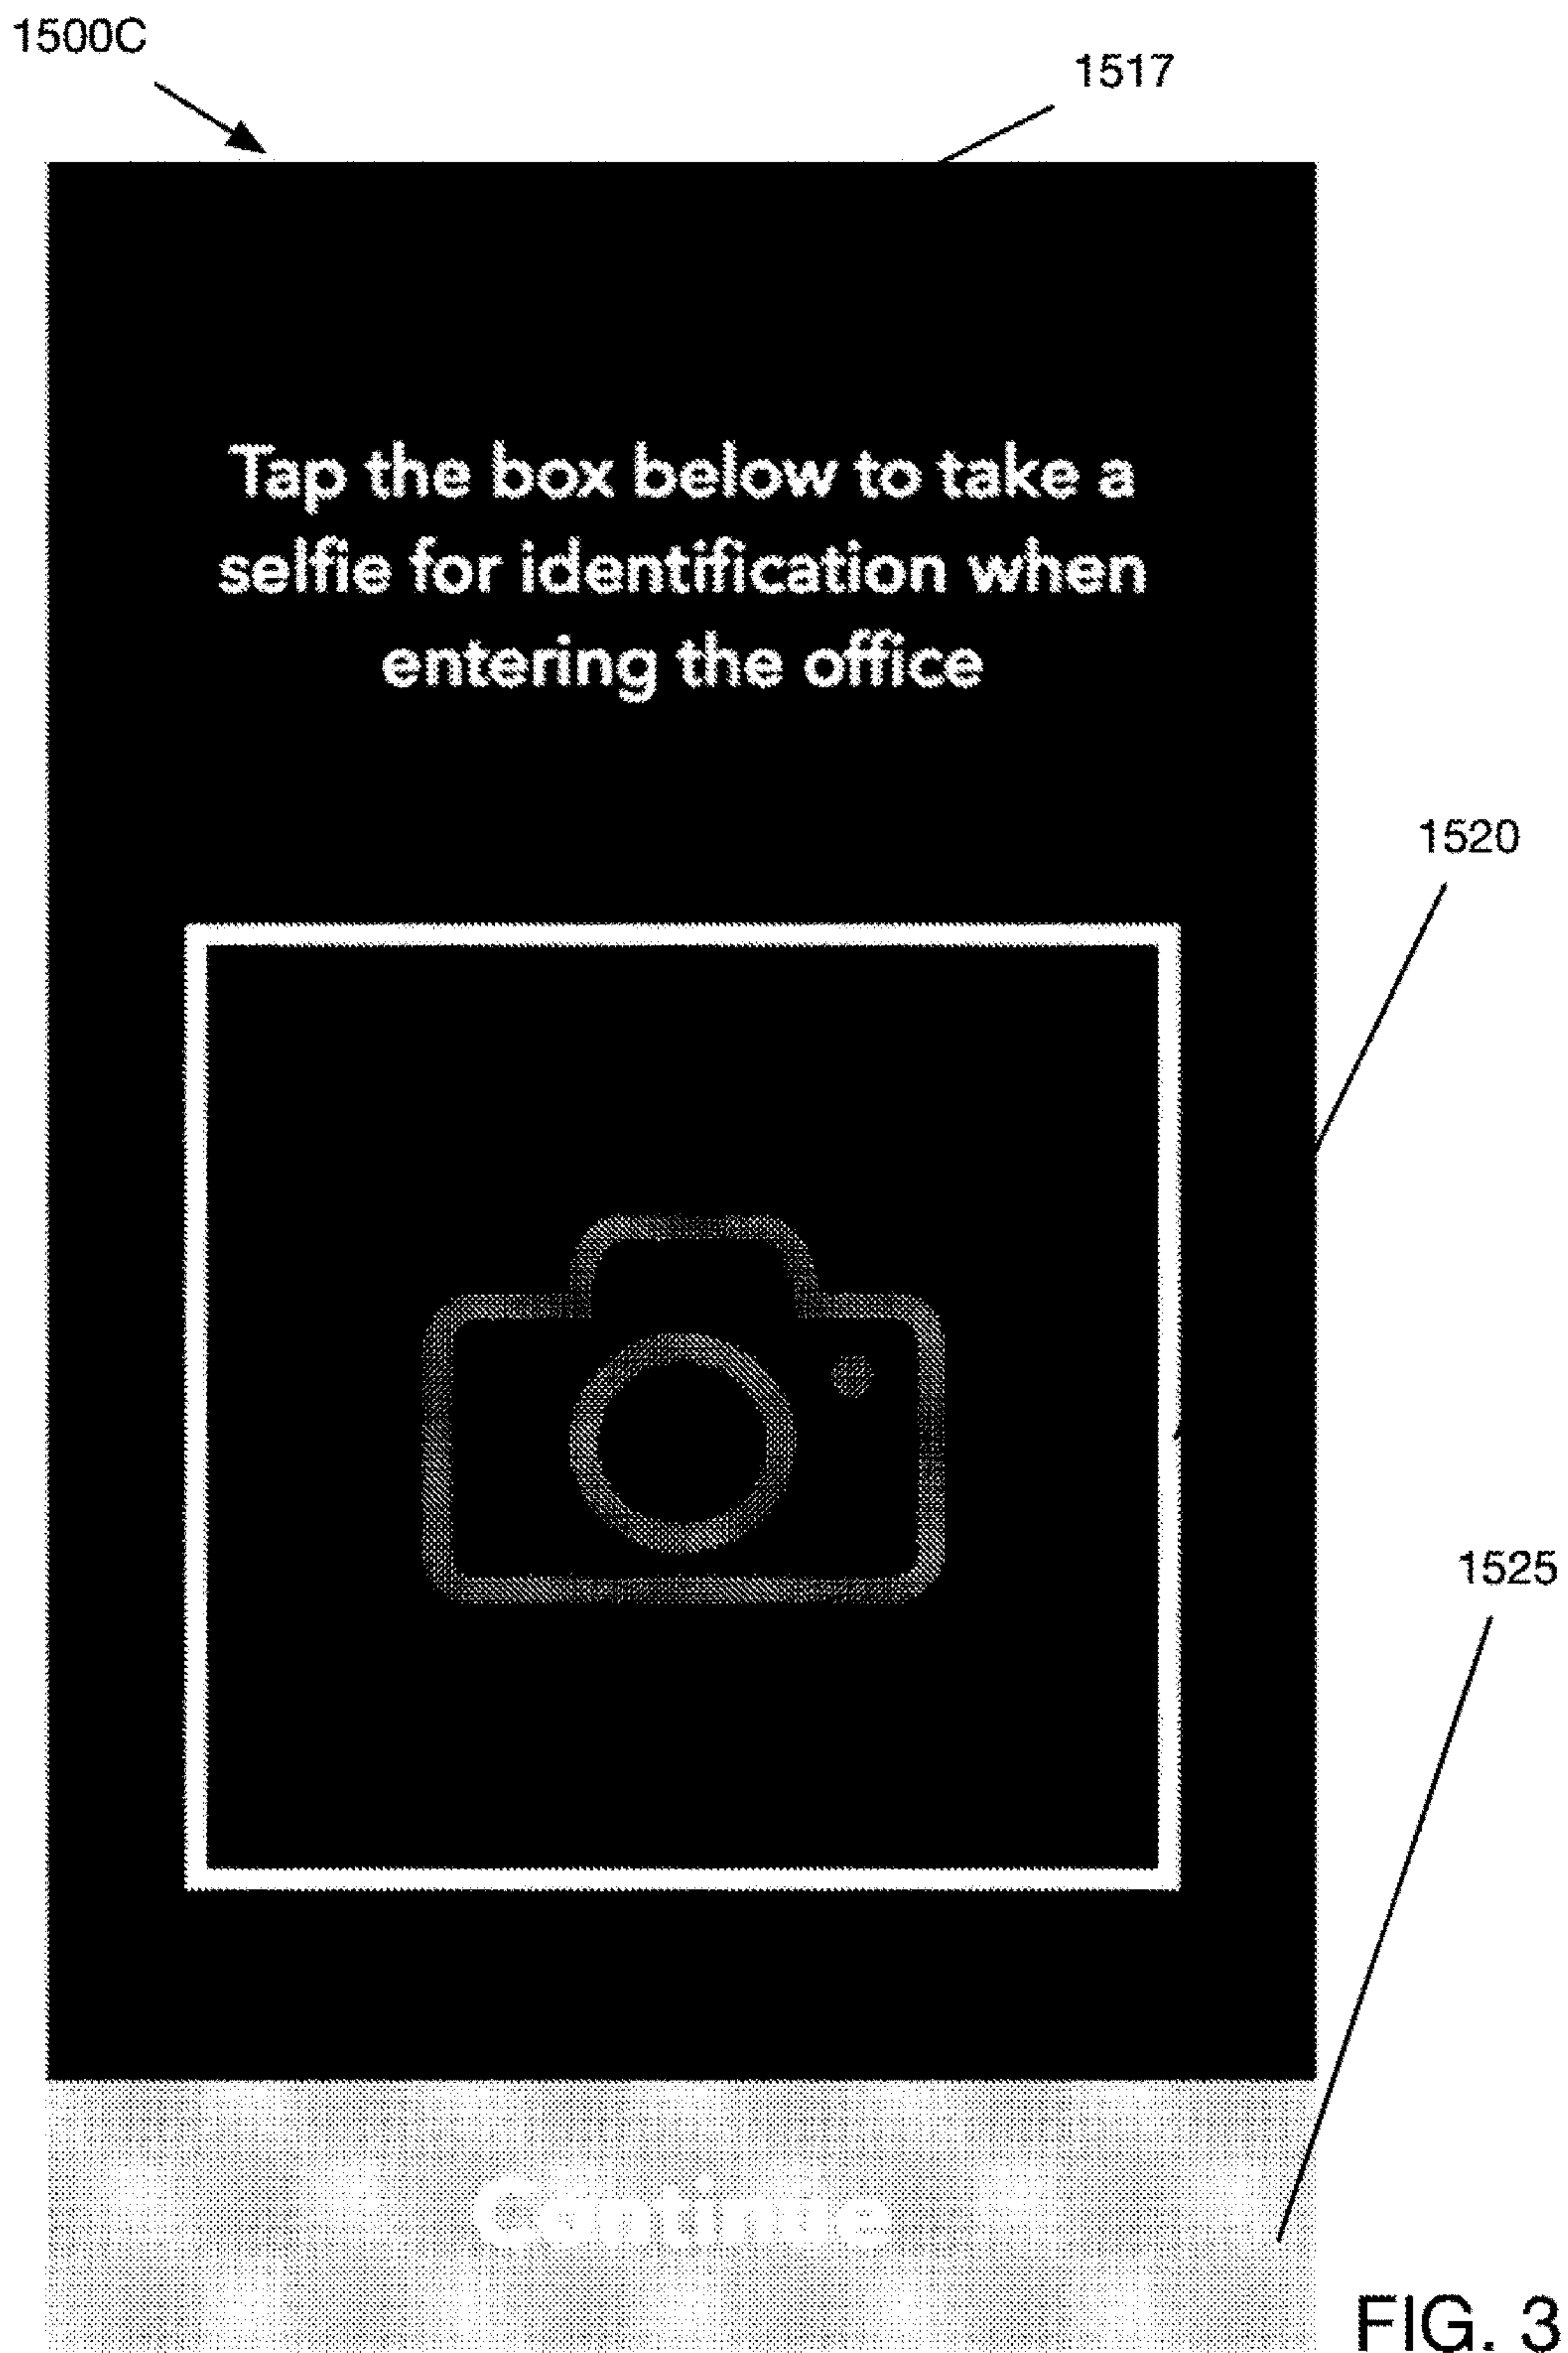 1500C
1517
Tap the box below to take a
selfie for identification when
entering the office
1520
1525
Continue
FIG. 3